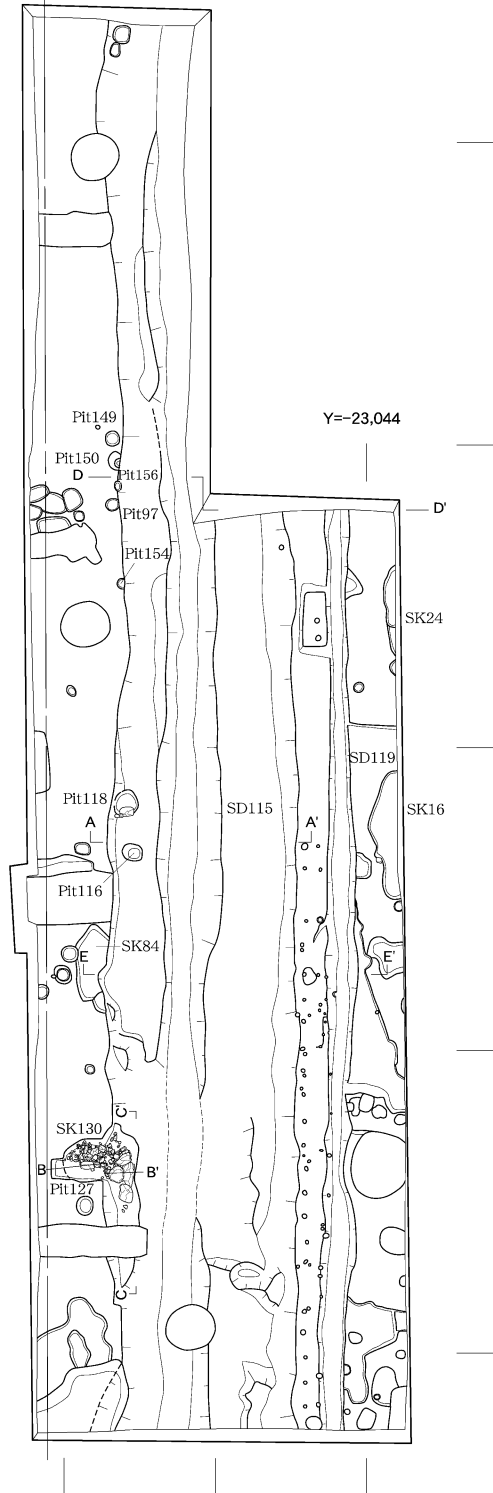 Pit149
Y=-23,044
Pit150
D
Pit156
D'
Pit97
Pit154
SK24
SD119
Pit118
SD115
SK16
A
A'
Pit116
SK84
E
E'
C
SK130
B
B'
Pit127
C'